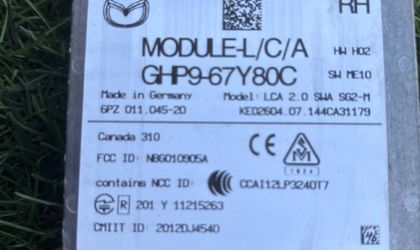 RH
MODULE-L/C/A
HW H02
GHP9-67Y80C
SW ME10
Made in Germany
Model: LCA 2.0 SWA SG2-M
6PZ 011.045-20
KE02604.07.144CA31179
Canada 310
FCC ID: NBG010905A
CE
contains NCC ID:
CCAI12LP3240T7
R 201 Y 11215263
CMIIT ID: 2012DJ4540